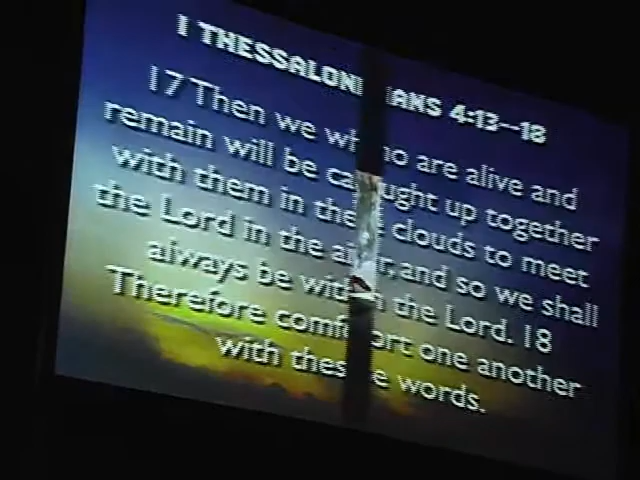 1 THESSALONIANS 4:13-18
17 Then we who are alive and
remain will be caught up together
with them in the clouds to meet
the Lord in the air, and so we shall
always be with the Lord. 18
Therefore comfort one another
with these words.